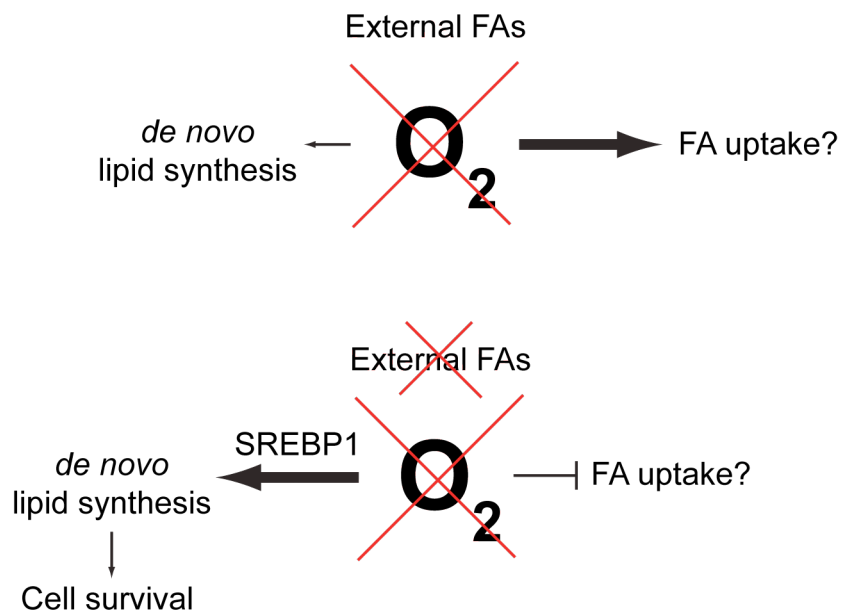 External FAs
de novo
lipid synthesis
O2
FA uptake?
External FAs
SREBP1
de novo
lipid synthesis
O2
FA uptake?
Cell survival